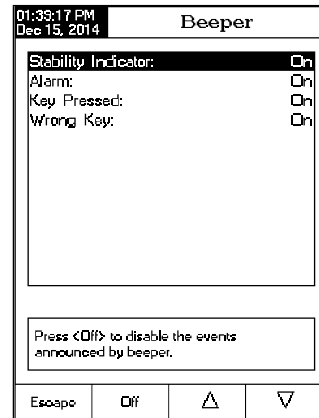 01:39:17 PM
Dec 15, 2014
Beeper
Stability Indicator: On
Alarm: On
Key Pressed: On
Wrong Key: On
Press <Off> to disable the events
announced by beeper.
Escape Off